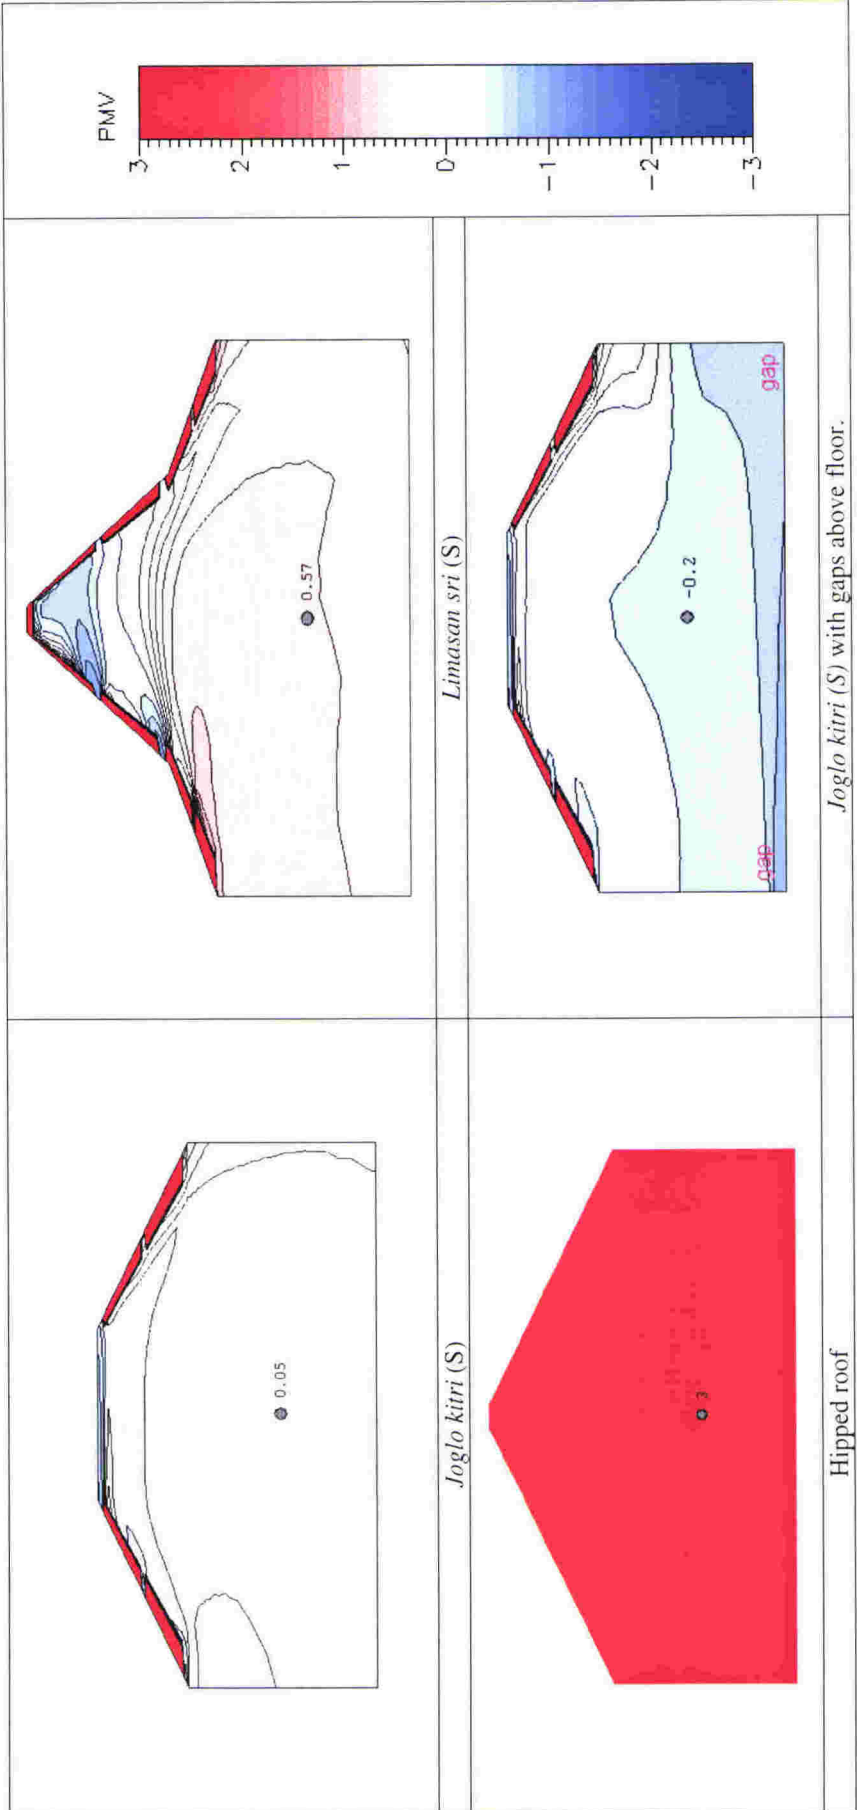 0.05
Joglo kitri (S)
0.57
Limasan sri (S)
3
Hipped roof
-0.2
gap
gap
Joglo kitri (S) with gaps above floor.
PMV
3
2
1
0
-1
-2
-3